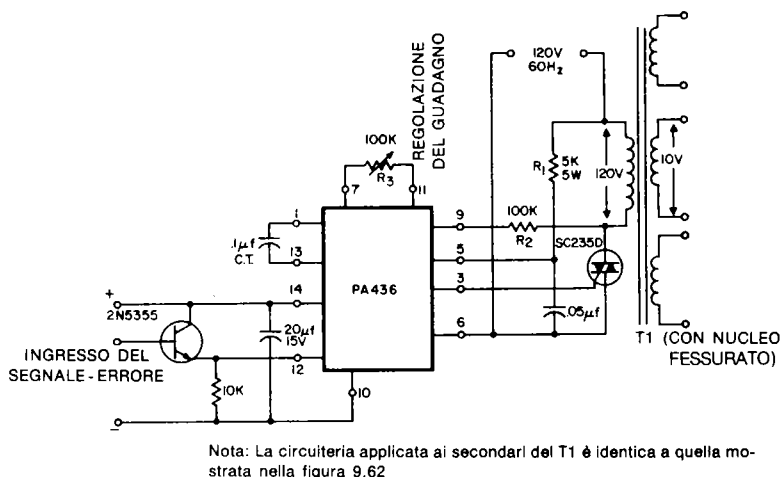 120V
60Hz
REGOLAZIONE
DEL GUADAGNO
100K
R3
7
11
R1
5K
5W
120V
10V
1
.1µf
C.T.
13
9
100K
R2
SC235D
5
PA436
3
14
+
2N5355
20µf
15V
.05µf
6
T1 (CON NUCLEO
FESSURATO)
INGRESSO DEL
SEGNALE-ERRORE
12
10K
10
–
Nota: La circuiteria applicata ai secondari del T1 è identica a quella mo-
strata nella figura 9.62